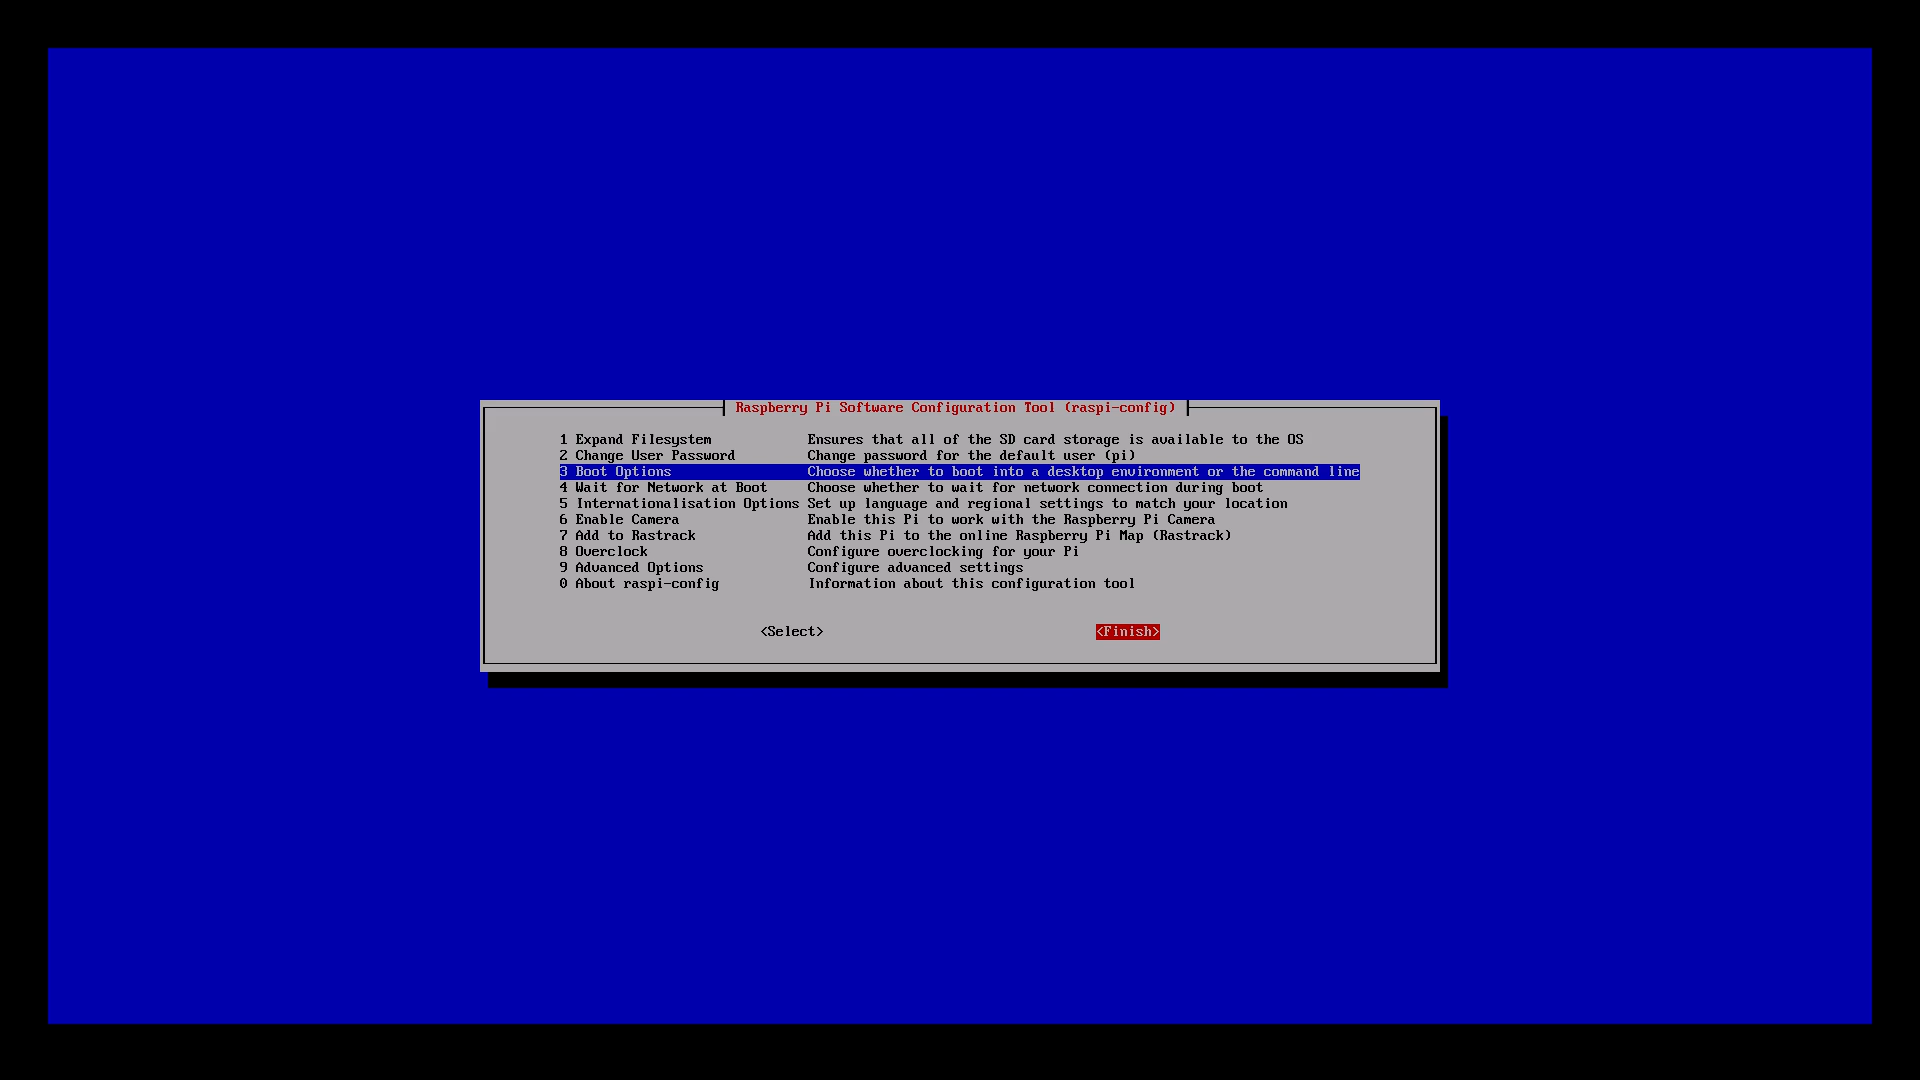 Raspberry Pi Software Configuration Tool (raspi-config)
1 Expand Filesystem Ensures that all of the SD card storage is available to the OS
2 Change User Password Change password for the default user (pi)
3 Boot Options Choose whether to boot into a desktop environment or the command line
4 Wait for Network at Boot Choose whether to wait for network connection during boot
5 Internationalisation Options Set up language and regional settings to match your location
6 Enable Camera Enable this Pi to work with the Raspberry Pi Camera
7 Add to Rastrack Add this Pi to the online Raspberry Pi Map (Rastrack)
8 Overclock Configure overclocking for your Pi
9 Advanced Options Configure advanced settings
0 About raspi-config Information about this configuration tool
<Select> <Finish>